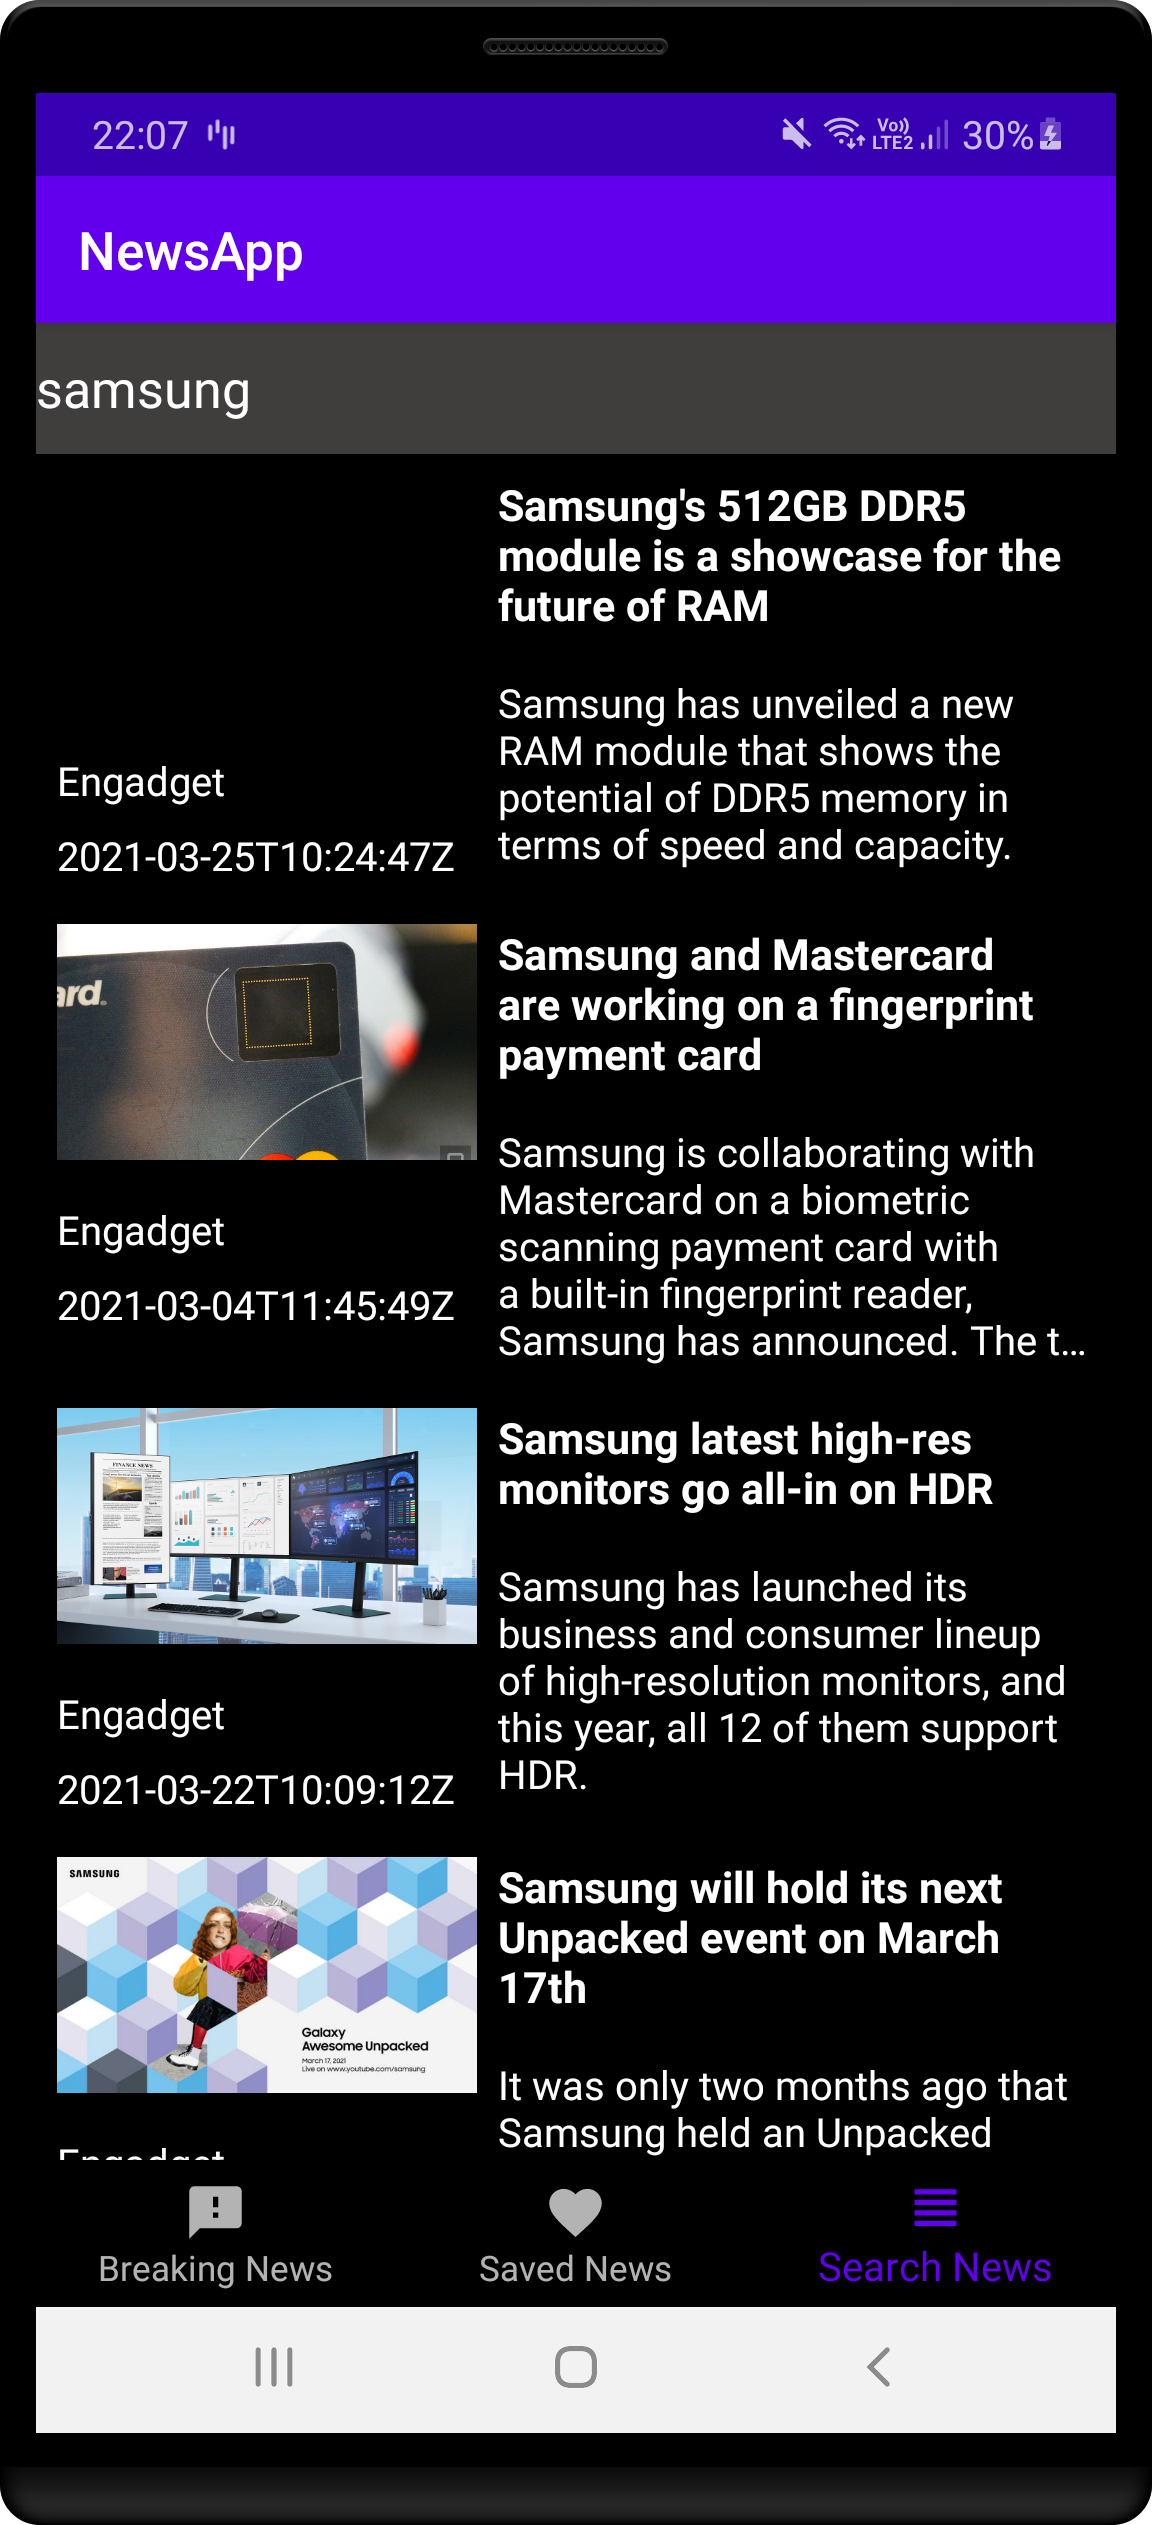 22:07
Vo))
LTE2
30%
NewsApp
samsung
Samsung's 512GB DDR5
module is a showcase for the
future of RAM
Samsung has unveiled a new
RAM module that shows the
potential of DDR5 memory in
terms of speed and capacity.
Engadget
2021-03-25T10:24:47Z
ard.
Samsung and Mastercard
are working on a fingerprint
payment card
Samsung is collaborating with
Mastercard on a biometric
scanning payment card with
a built-in fingerprint reader,
Samsung has announced. The t...
Engadget
2021-03-04T11:45:49Z
FINANCE NEWS
Samsung latest high-res
monitors go all-in on HDR
Samsung has launched its
business and consumer lineup
of high-resolution monitors, and
this year, all 12 of them support
HDR.
Engadget
2021-03-22T10:09:12Z
SAMSUNG
Galaxy
Awesome Unpacked
March 17, 2021
Live on www.youtube.com/samsung
Samsung will hold its next
Unpacked event on March
17th
It was only two months ago that
Samsung held an Unpacked
Engadget
Breaking News
Saved News
Search News